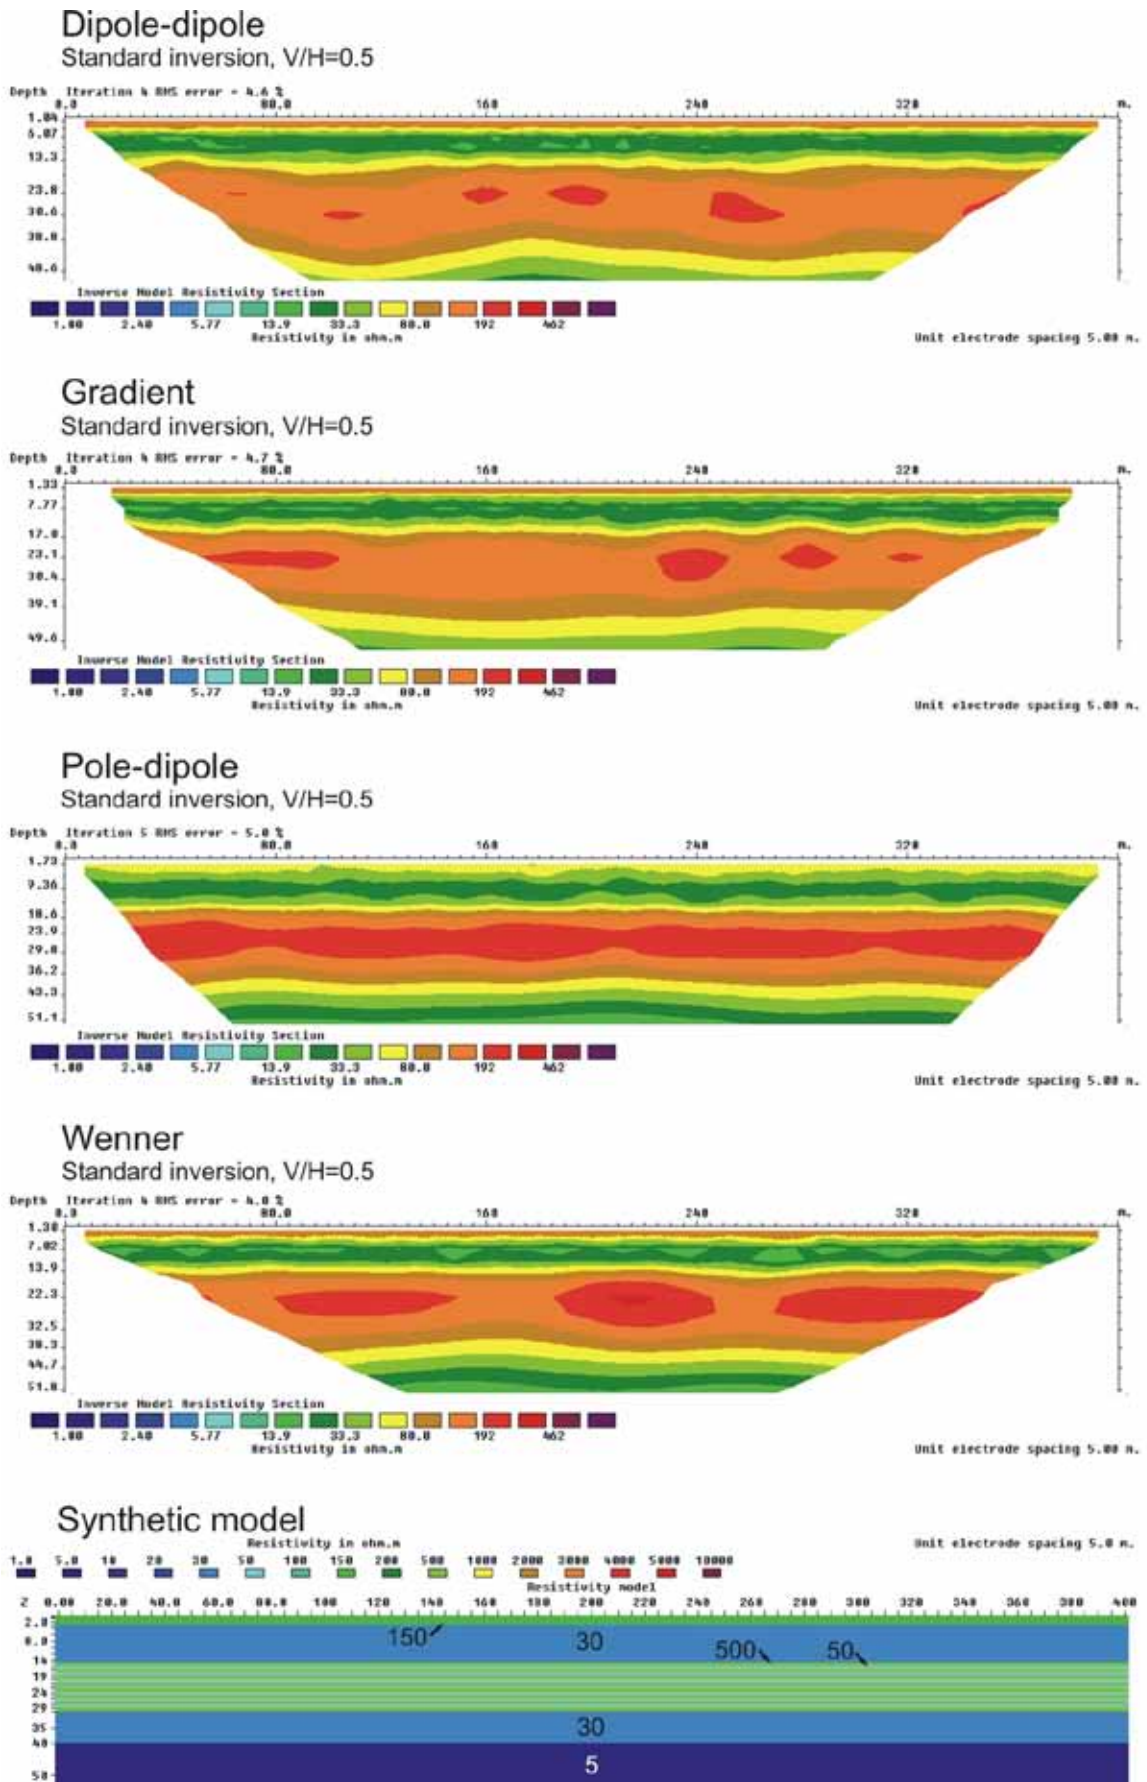 Dipole-dipole
Standard inversion, V/H=0.5
Depth Iteration 4 RMS error = 4.6 %
0.0 80.0 160 240 320 m.
1.04
5.07
13.3
23.8
30.6
38.8
48.6
Inverse Model Resistivity Section
1.00 2.40 5.77 13.9 33.3 80.0 192 462
Resistivity in ohm.m
Unit electrode spacing 5.00 m.
Gradient
Standard inversion, V/H=0.5
Depth Iteration 4 RMS error = 4.7 %
0.0 80.0 160 240 320 m.
1.33
7.77
17.0
23.1
30.4
39.1
49.6
Inverse Model Resistivity Section
1.00 2.40 5.77 13.9 33.3 80.0 192 462
Resistivity in ohm.m
Unit electrode spacing 5.00 m.
Pole-dipole
Standard inversion, V/H=0.5
Depth Iteration 5 RMS error = 5.0 %
0.0 80.0 160 240 320 m.
1.73
9.36
18.6
23.9
29.8
36.2
43.3
51.1
Inverse Model Resistivity Section
1.00 2.40 5.77 13.9 33.3 80.0 192 462
Resistivity in ohm.m
Unit electrode spacing 5.00 m.
Wenner
Standard inversion, V/H=0.5
Depth Iteration 4 RMS error = 4.0 %
0.0 80.0 160 240 320 m.
1.30
7.02
13.9
22.3
32.5
38.3
44.7
51.8
Inverse Model Resistivity Section
1.00 2.40 5.77 13.9 33.3 80.0 192 462
Resistivity in ohm.m
Unit electrode spacing 5.00 m.
Synthetic model
Resistivity in ohm.m
Unit electrode spacing 5.0 m.
1.0 5.0 10 20 30 50 100 150 200 500 1000 2000 3000 4000 5000 10000
Resistivity model
Z 0.00 20.0 40.0 60.0 80.0 100 120 140 160 180 200 220 240 260 280 300 320 340 360 380 400
2.0
8.0
14
19
24
29
35
40
50
150 30 500 50
30
5